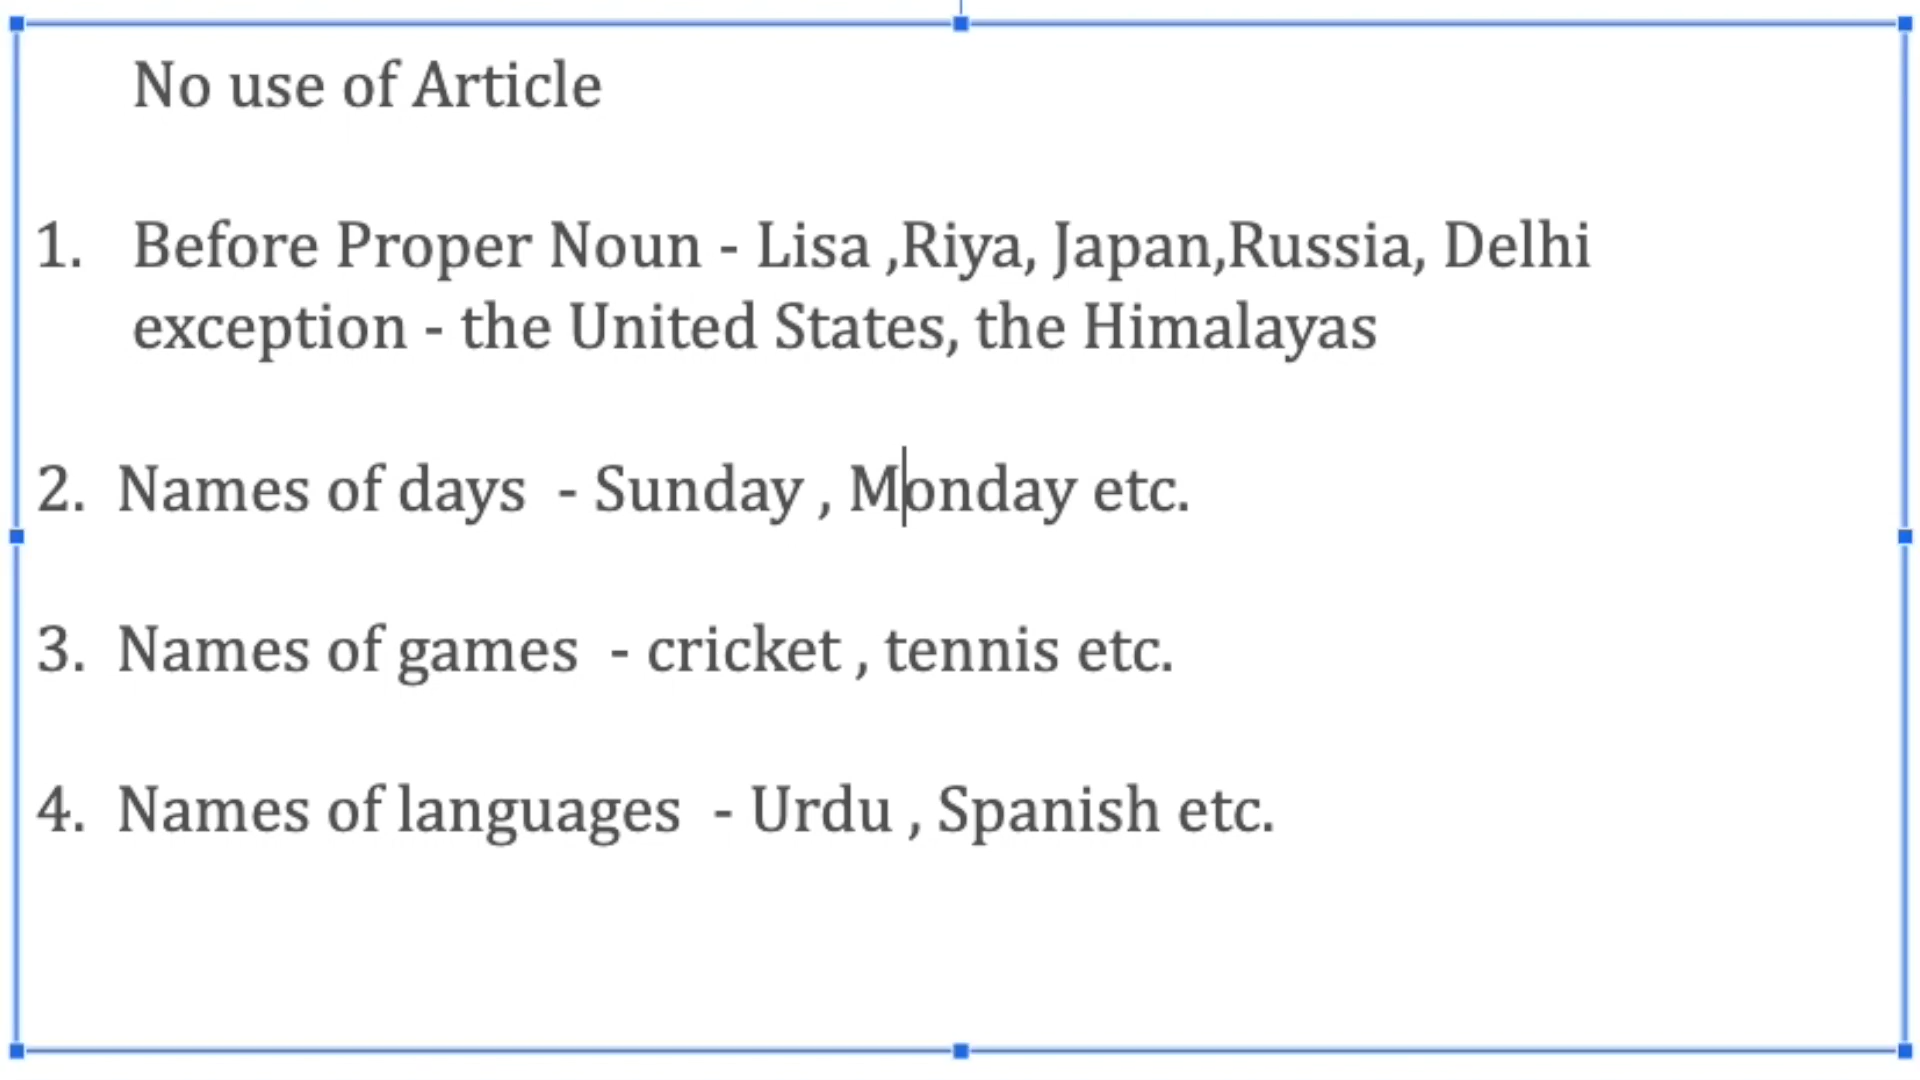 No use of Article
1. Before Proper Noun - Lisa ,Riya, Japan,Russia, Delhi
exception - the United States, the Himalayas
2. Names of days  - Sunday , Monday etc.
3. Names of games  - cricket , tennis etc.
4. Names of languages  - Urdu , Spanish etc.